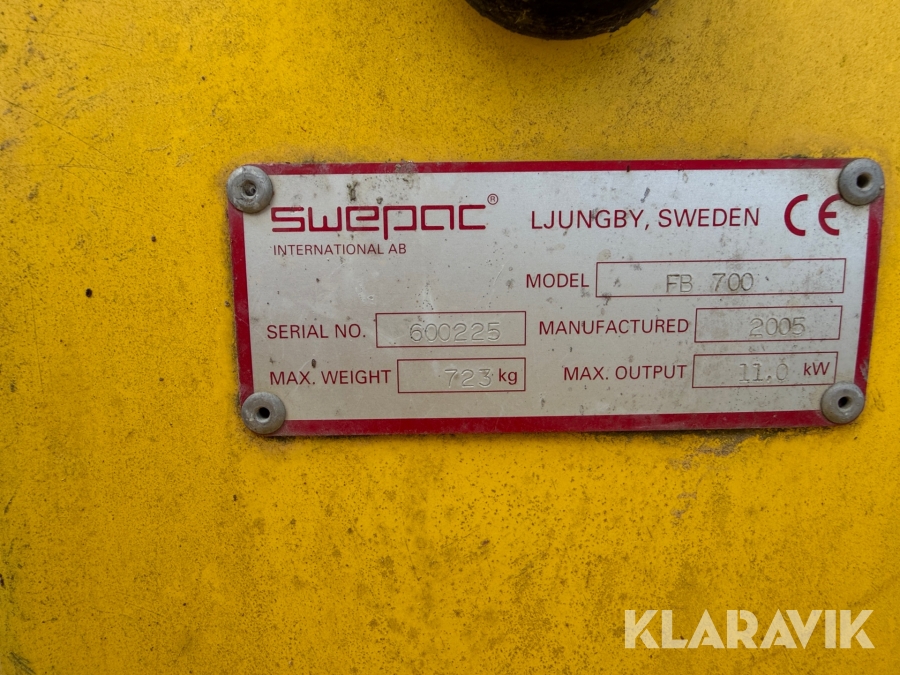 swepac® LJUNGBY, SWEDEN CE
INTERNATIONAL AB
MODEL FB 700
SERIAL NO. 600225 MANUFACTURED 2005
MAX. WEIGHT 723 kg MAX. OUTPUT 11.0 kW
KLARAVIK